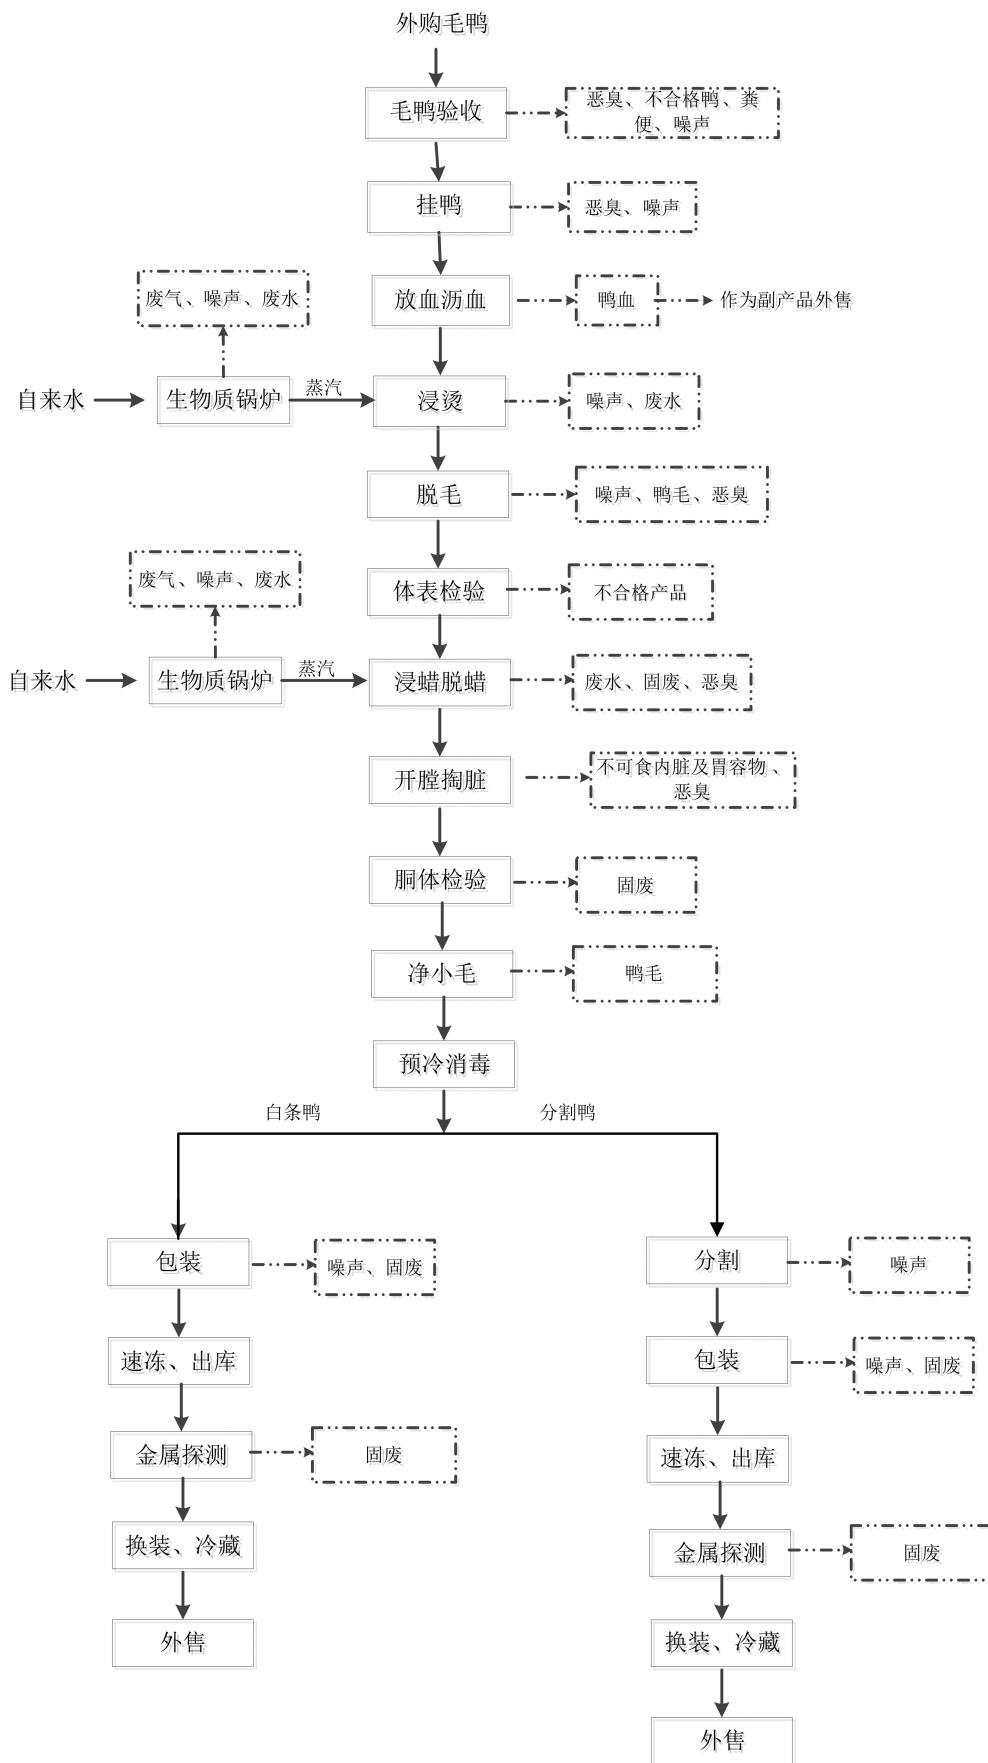 外购毛鸭
毛鸭验收
恶臭、不合格鸭、粪
便、噪声
挂鸭
恶臭、噪声
废气、噪声、废水
放血沥血
鸭血
作为副产品外售
自来水
生物质锅炉
蒸汽
浸烫
噪声、废水
脱毛
噪声、鸭毛、恶臭
废气、噪声、废水
体表检验
不合格产品
自来水
生物质锅炉
蒸汽
浸蜡脱蜡
废水、固废、恶臭
开膛掏脏
不可食内脏及胃容物、
恶臭
胴体检验
固废
净小毛
鸭毛
预冷消毒
白条鸭
分割鸭
包装
噪声、固废
分割
噪声
速冻、出库
包装
噪声、固废
金属探测
固废
速冻、出库
换装、冷藏
金属探测
固废
外售
换装、冷藏
外售